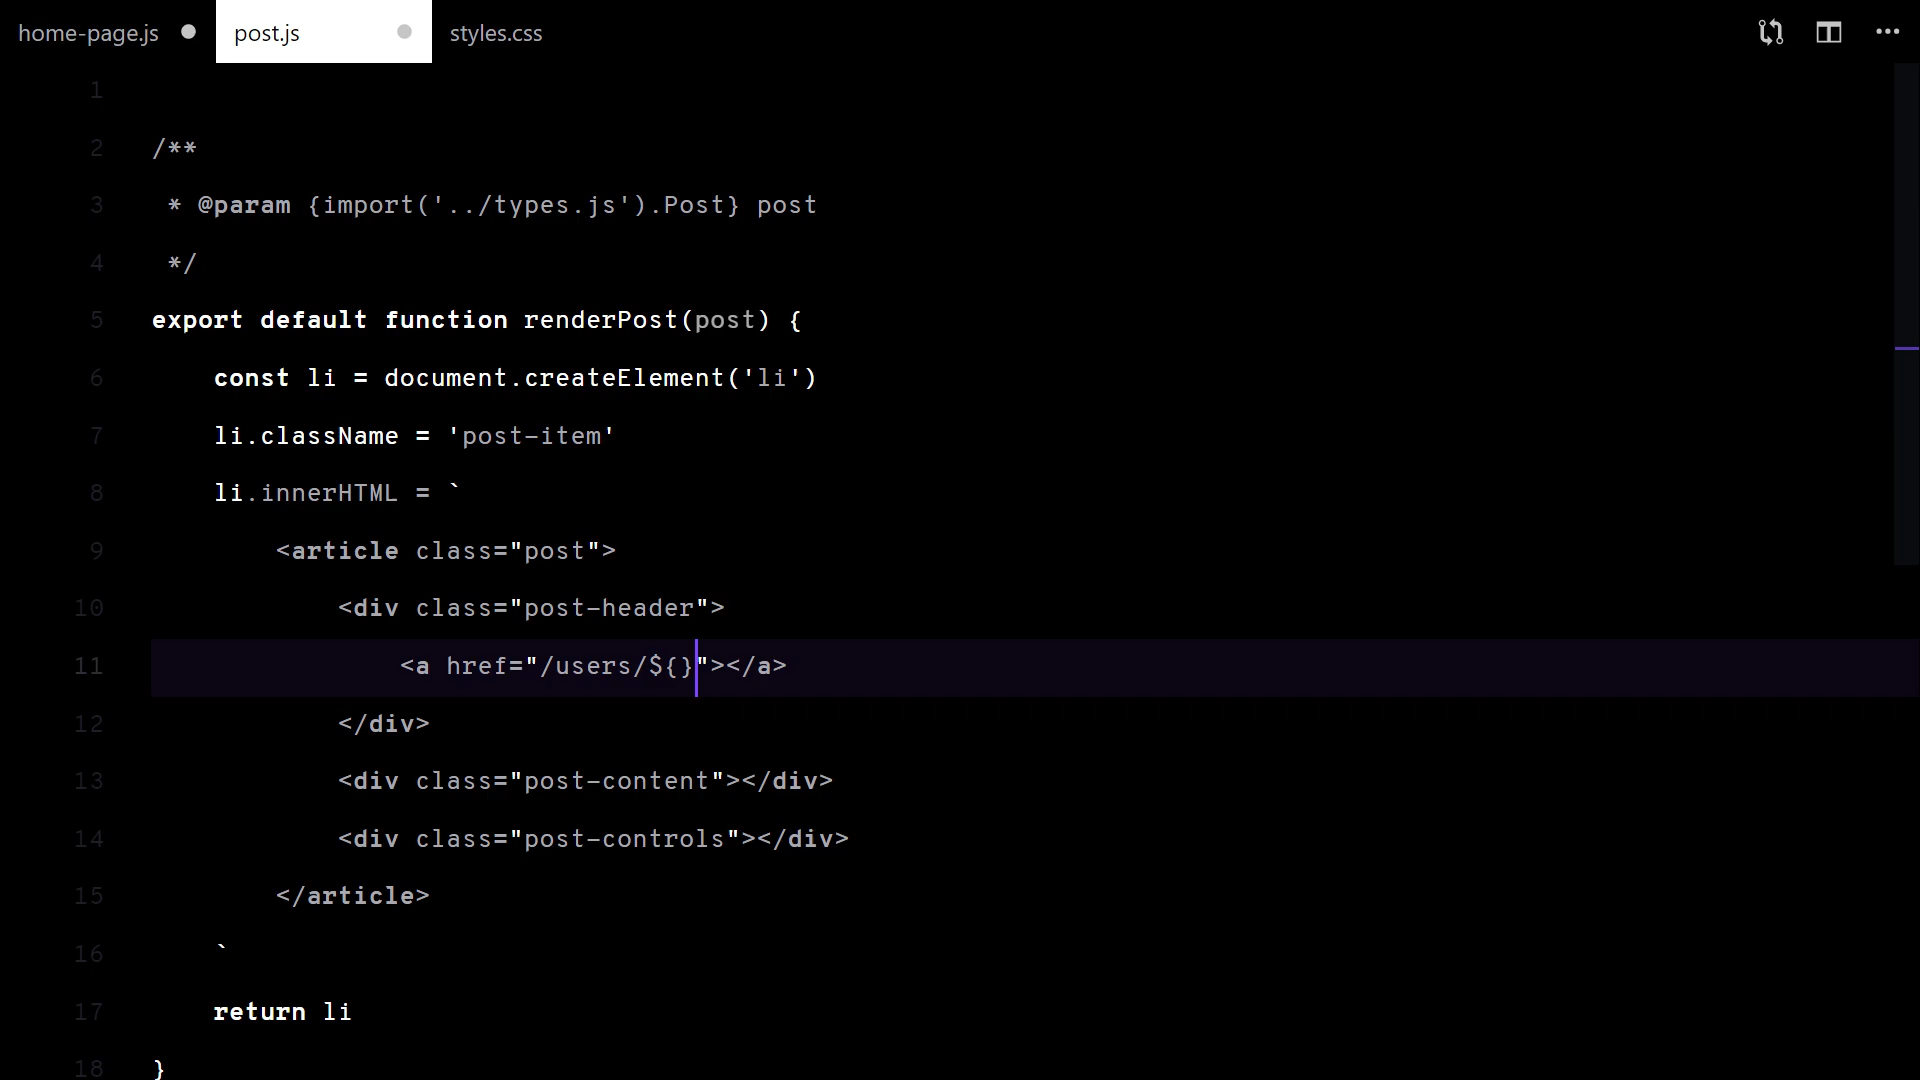 home-page.js post.js styles.css
1
2 /**
3  * @param {import('../types.js').Post} post
4  */
5 export default function renderPost(post) {
6     const li = document.createElement('li')
7     li.className = 'post-item'
8     li.innerHTML = `
9         <article class="post">
10             <div class="post-header">
11                 <a href="/users/${}"></a>
12             </div>
13             <div class="post-content"></div>
14             <div class="post-controls"></div>
15         </article>
16     `
17     return li
18 }